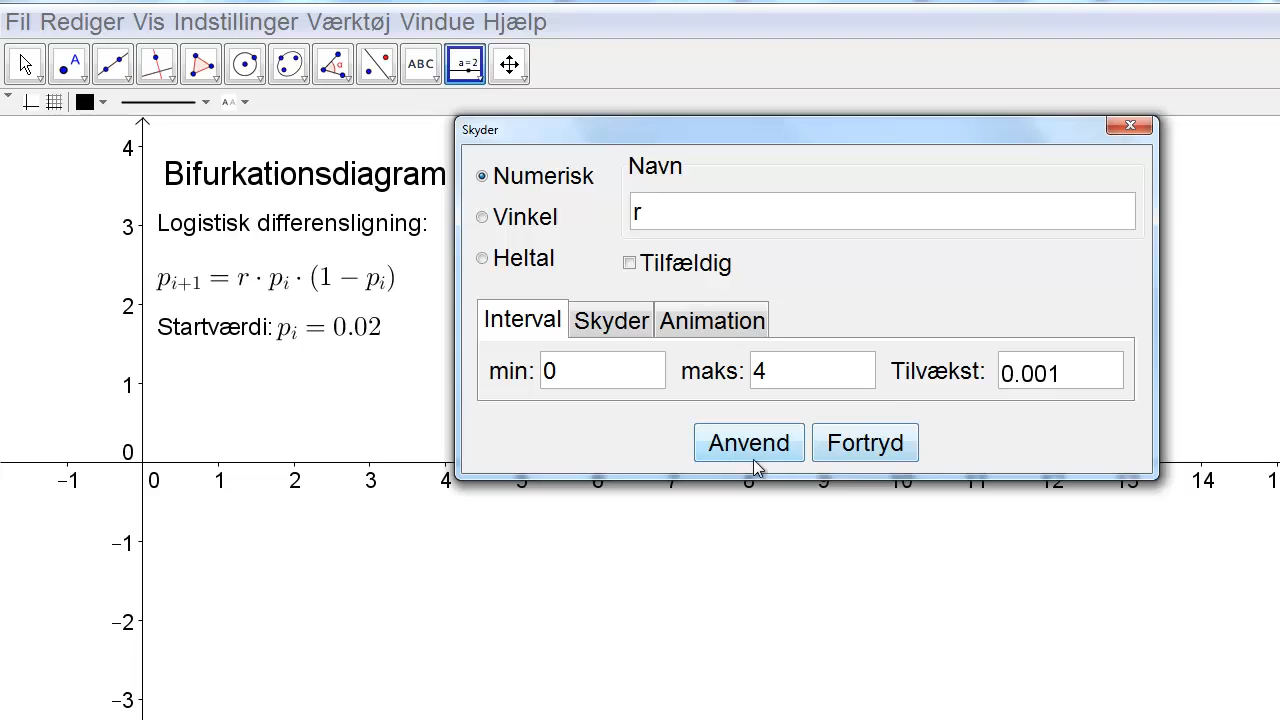 Fil Rediger Vis Indstillinger Værktøj Vindue Hjælp
A
α
ABC
a=2
A A
Skyder
Numerisk
Vinkel
Heltal
Navn
r
Tilfældig
Interval Skyder Animation
min: 0 maks: 4 Tilvækst: 0.001
Anvend Fortryd
Bifurkationsdiagram
Logistisk differensligning:
p_{i+1} = r · p_i · (1 − p_i)
Startværdi: p_i = 0.02
4
3
2
1
0
−1 0 1 2 3 4 5 6 7 8 9 10 11 12 13 14 1
−1
−2
−3